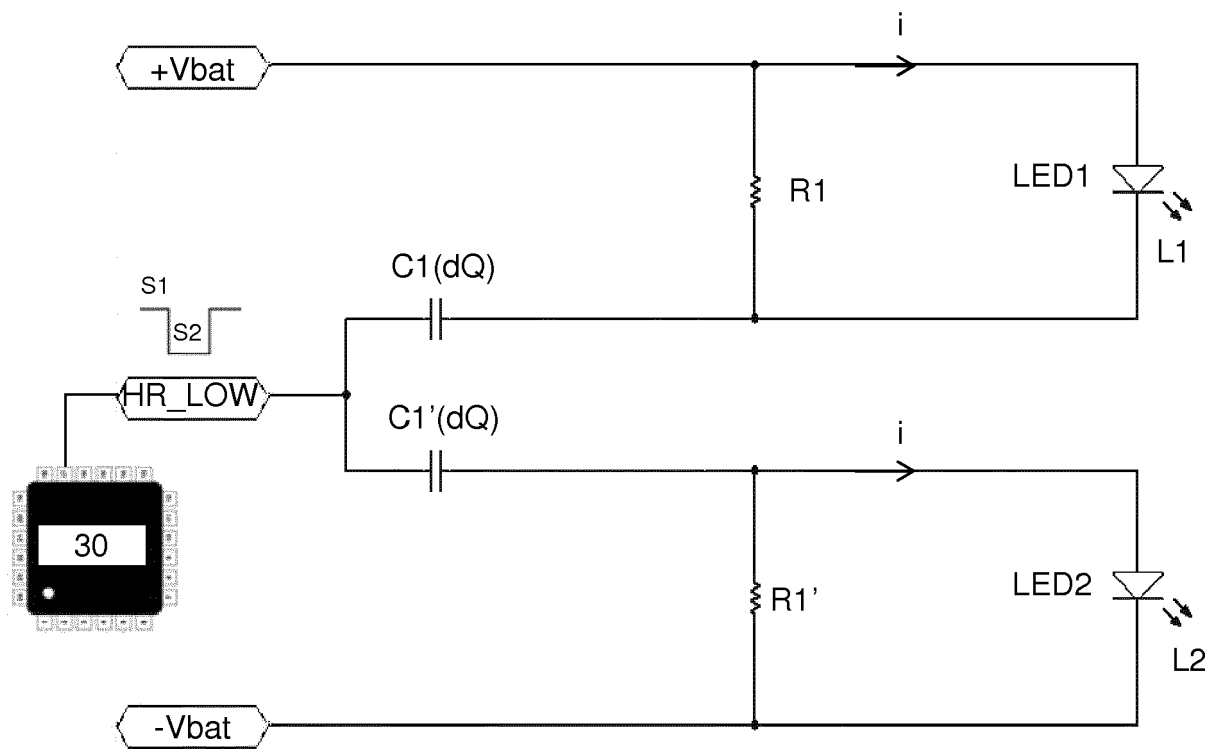 i
+Vbat
LED1
R1
L1
C1(dQ)
S1
S2
HR_LOW
C1’(dQ)
i
30
LED2
R1’
L2
-Vbat